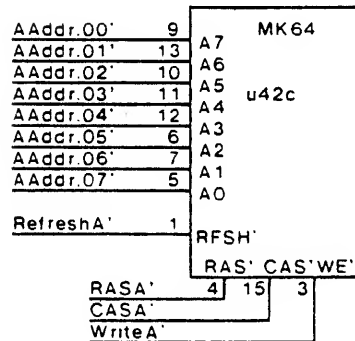 AAddr.00' 9 A7 MK64
AAddr.01' 13 A6
AAddr.02' 10 A5 u42c
AAddr.03' 11 A4
AAddr.04' 12 A3
AAddr.05' 6 A2
AAddr.06' 7 A1
AAddr.07' 5 A0
RefreshA' 1 RFSH'
RAS' CAS' WE'
RASA' 4 15 3
CASA'
WriteA'